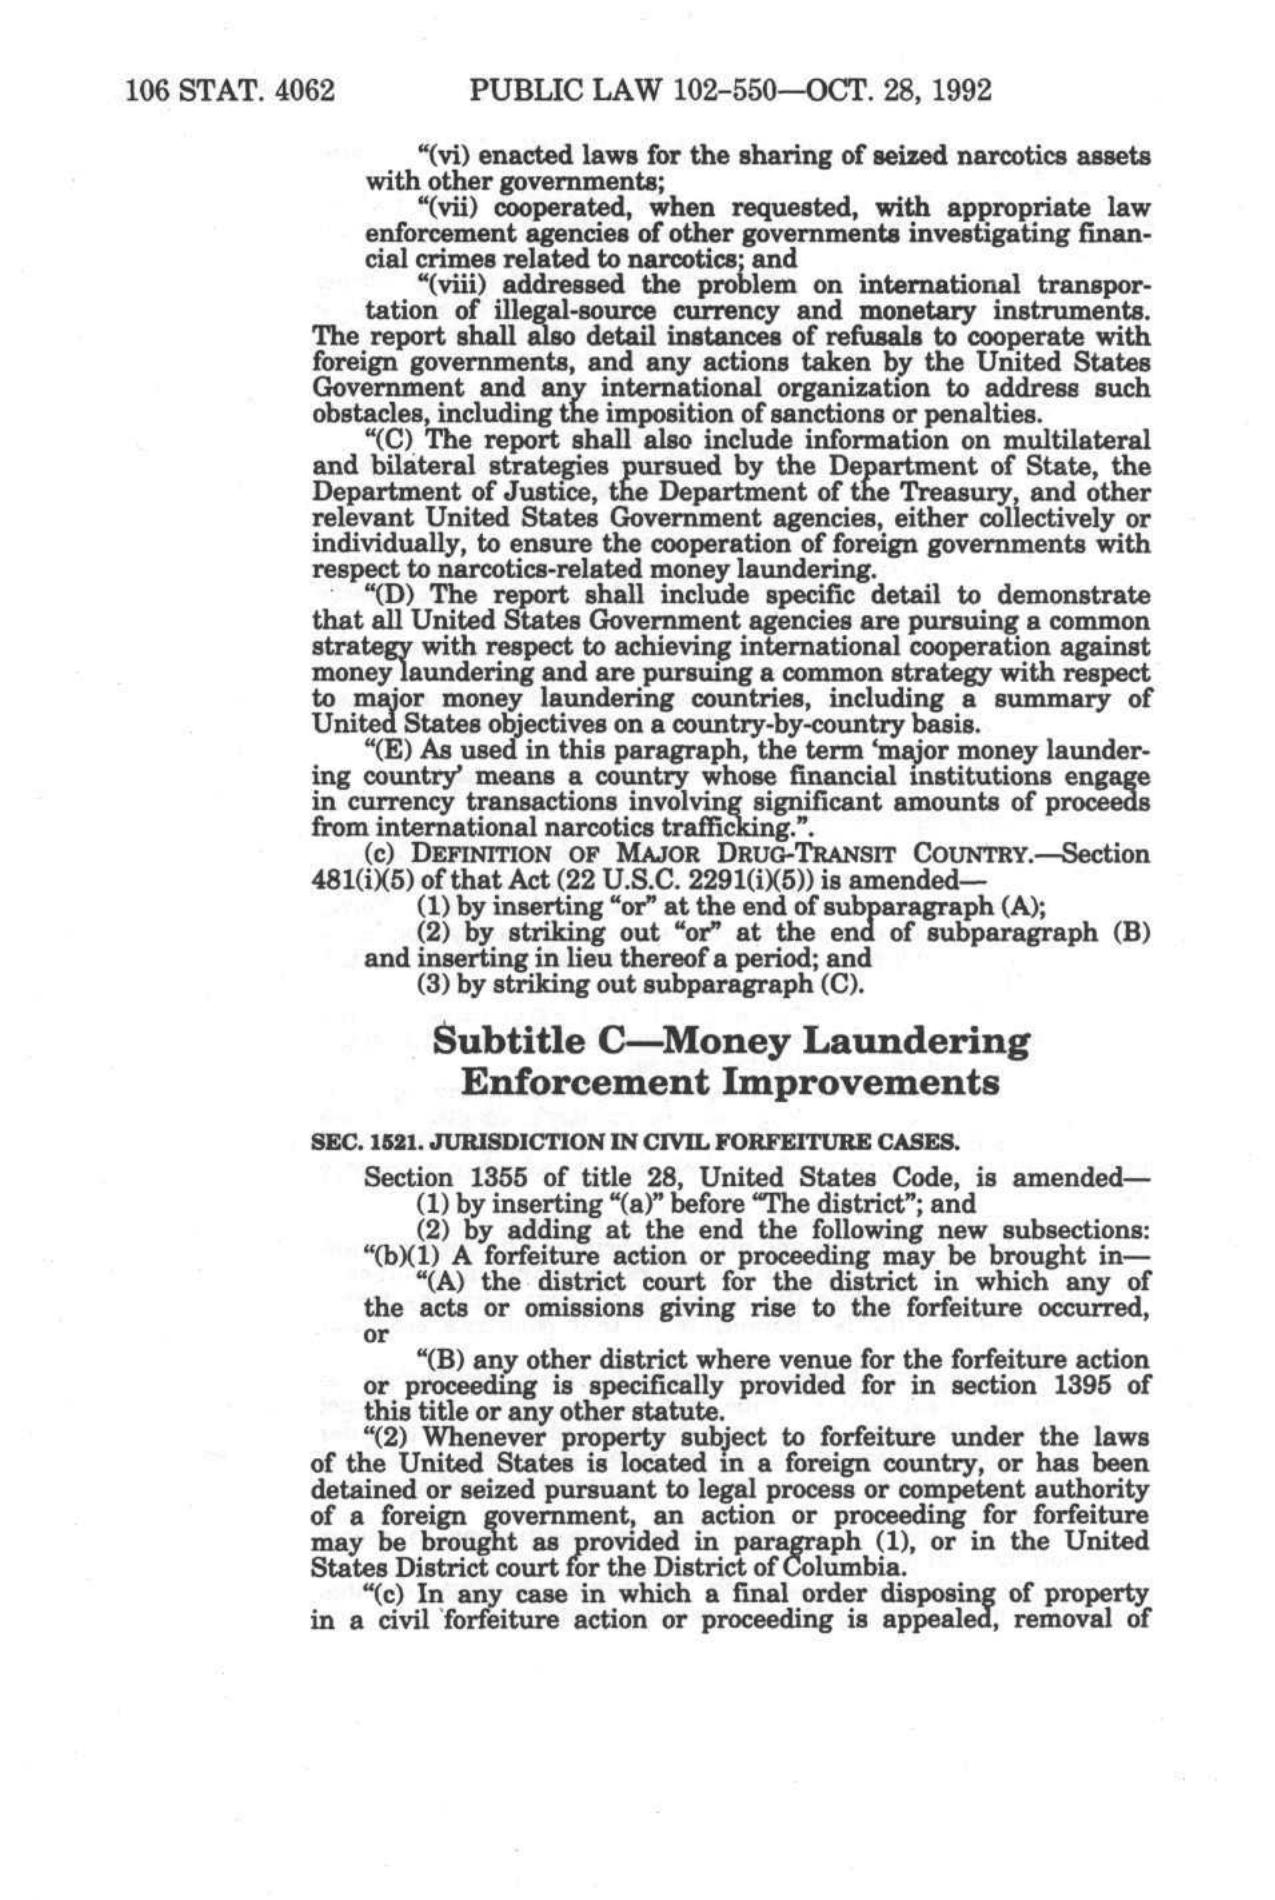 106 STAT. 4062 PUBLIC LAW 102-550—OCT. 28, 1992
"(vi) enacted laws for the sharing of seized narcotics assets
with other governments;
"(vii) cooperated, when requested, with appropriate law
enforcement agencies of other governments investigating finan-
cial crimes related to narcotics; and
"(viii) addressed the problem on international transpor-
tation of illegal-source currency and monetary instruments.
The report shall also detail instances of refusals to cooperate with
foreign governments, and any actions taken by the United States
Government and any international organization to address such
obstacles, including the imposition of sanctions or penalties.
"(C) The report shall also include information on multilateral
and bilateral strategies pursued by the Department of State, the
Department of Justice, the Department of the Treasury, and other
relevant United States Government agencies, either collectively or
individually, to ensure the cooperation of foreign governments with
respect to narcotics-related money laundering.
"(D) The report shall include specific detail to demonstrate
that all United States Government agencies are pursuing a common
strategy with respect to achieving international cooperation against
money laundering and are pursuing a common strategy with respect
to major money laundering countries, including a summary of
United States objectives on a country-by-country basis.
"(E) As used in this paragraph, the term 'major money launder-
ing country' means a country whose financial institutions engage
in currency transactions involving significant amounts of proceeds
from international narcotics trafficking.".
(c) DEFINITION OF MAJOR DRUG-TRANSIT COUNTRY.—Section
481(i)(5) of that Act (22 U.S.C. 2291(i)(5)) is amended—
(1) by inserting "or" at the end of subparagraph (A);
(2) by striking out "or" at the end of subparagraph (B)
and inserting in lieu thereof a period; and
(3) by striking out subparagraph (C).
Subtitle C—Money Laundering
Enforcement Improvements
SEC. 1521. JURISDICTION IN CIVIL FORFEITURE CASES.
Section 1355 of title 28, United States Code, is amended—
(1) by inserting "(a)" before "The district"; and
(2) by adding at the end the following new subsections:
"(b)(1) A forfeiture action or proceeding may be brought in—
"(A) the district court for the district in which any of
the acts or omissions giving rise to the forfeiture occurred,
or
"(B) any other district where venue for the forfeiture action
or proceeding is specifically provided for in section 1395 of
this title or any other statute.
"(2) Whenever property subject to forfeiture under the laws
of the United States is located in a foreign country, or has been
detained or seized pursuant to legal process or competent authority
of a foreign government, an action or proceeding for forfeiture
may be brought as provided in paragraph (1), or in the United
States District court for the District of Columbia.
"(c) In any case in which a final order disposing of property
in a civil forfeiture action or proceeding is appealed, removal of